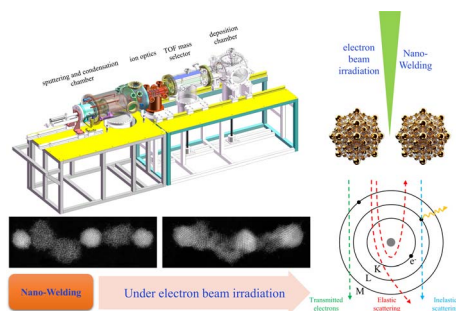 sputtering and condensation
chamber
ion optics
TOF mass
selector
deposition
chamber
electron
beam
irradiation
Nano-
Welding
K
L
M
e-
Nano-Welding
Under electron beam irradiation
Transmitted
electrons
Elastic
scattering
Inelastic